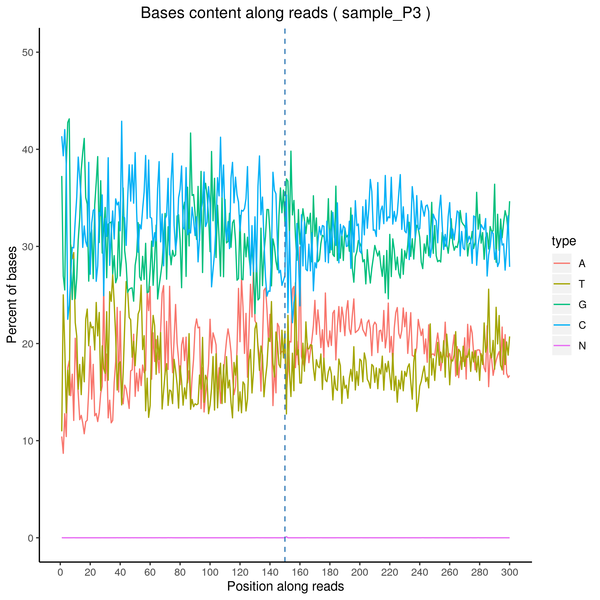 Bases content along reads ( sample_P3 )
Percent of bases
50
40
30
20
10
0
0 20 40 60 80 100 120 140 160 180 200 220 240 260 280 300
Position along reads
type
A
T
G
C
N